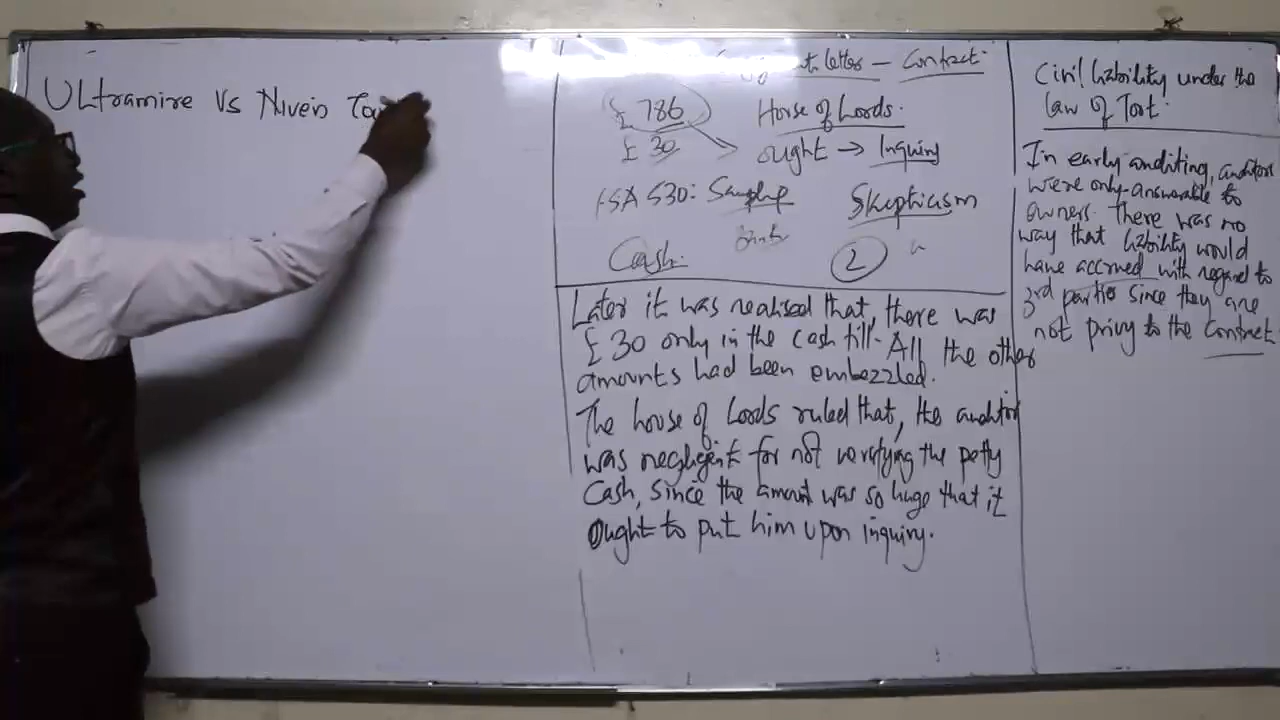 Ultramire Vs Niven
letter - Contract
£ 786
House of Lords.
£ 30
ought → Inquiry
ISA 530: Sample
Skepticism
Cash.
2
Later it was realised that, there was
£ 30 only in the cash till. All the other
amounts had been embezzled.
The house of Lords ruled that, the auditor
was negligent for not verifying the petty
Cash, since the amount was so huge that it
ought to put him upon inquiry.
Civil liability under the
law of Tort.
In early auditing, auditors
were only answerable to
owners. There was no
way that liability would
have accrued with regard to
3rd parties since they are
not privy to the contract